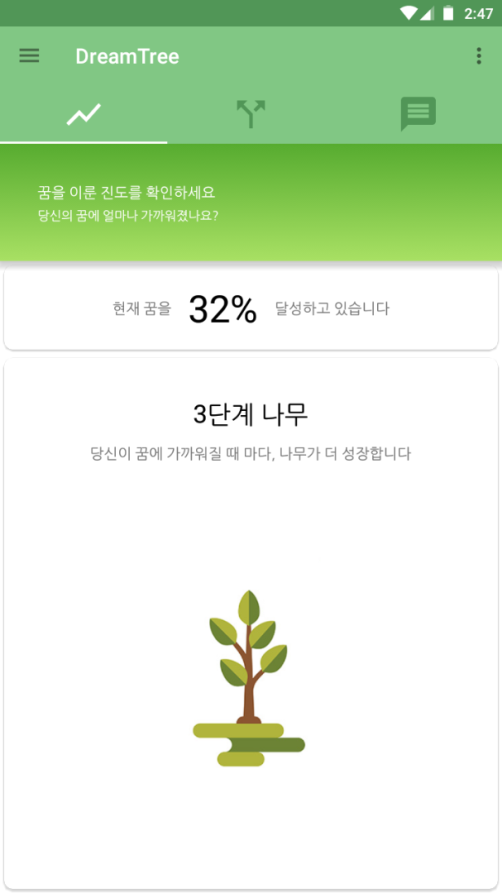 2:47
DreamTree
꿈을 이룬 진도를 확인하세요
당신의 꿈에 얼마나 가까워졌나요?
현재 꿈을 32% 달성하고 있습니다
3단계 나무
당신이 꿈에 가까워질 때 마다, 나무가 더 성장합니다